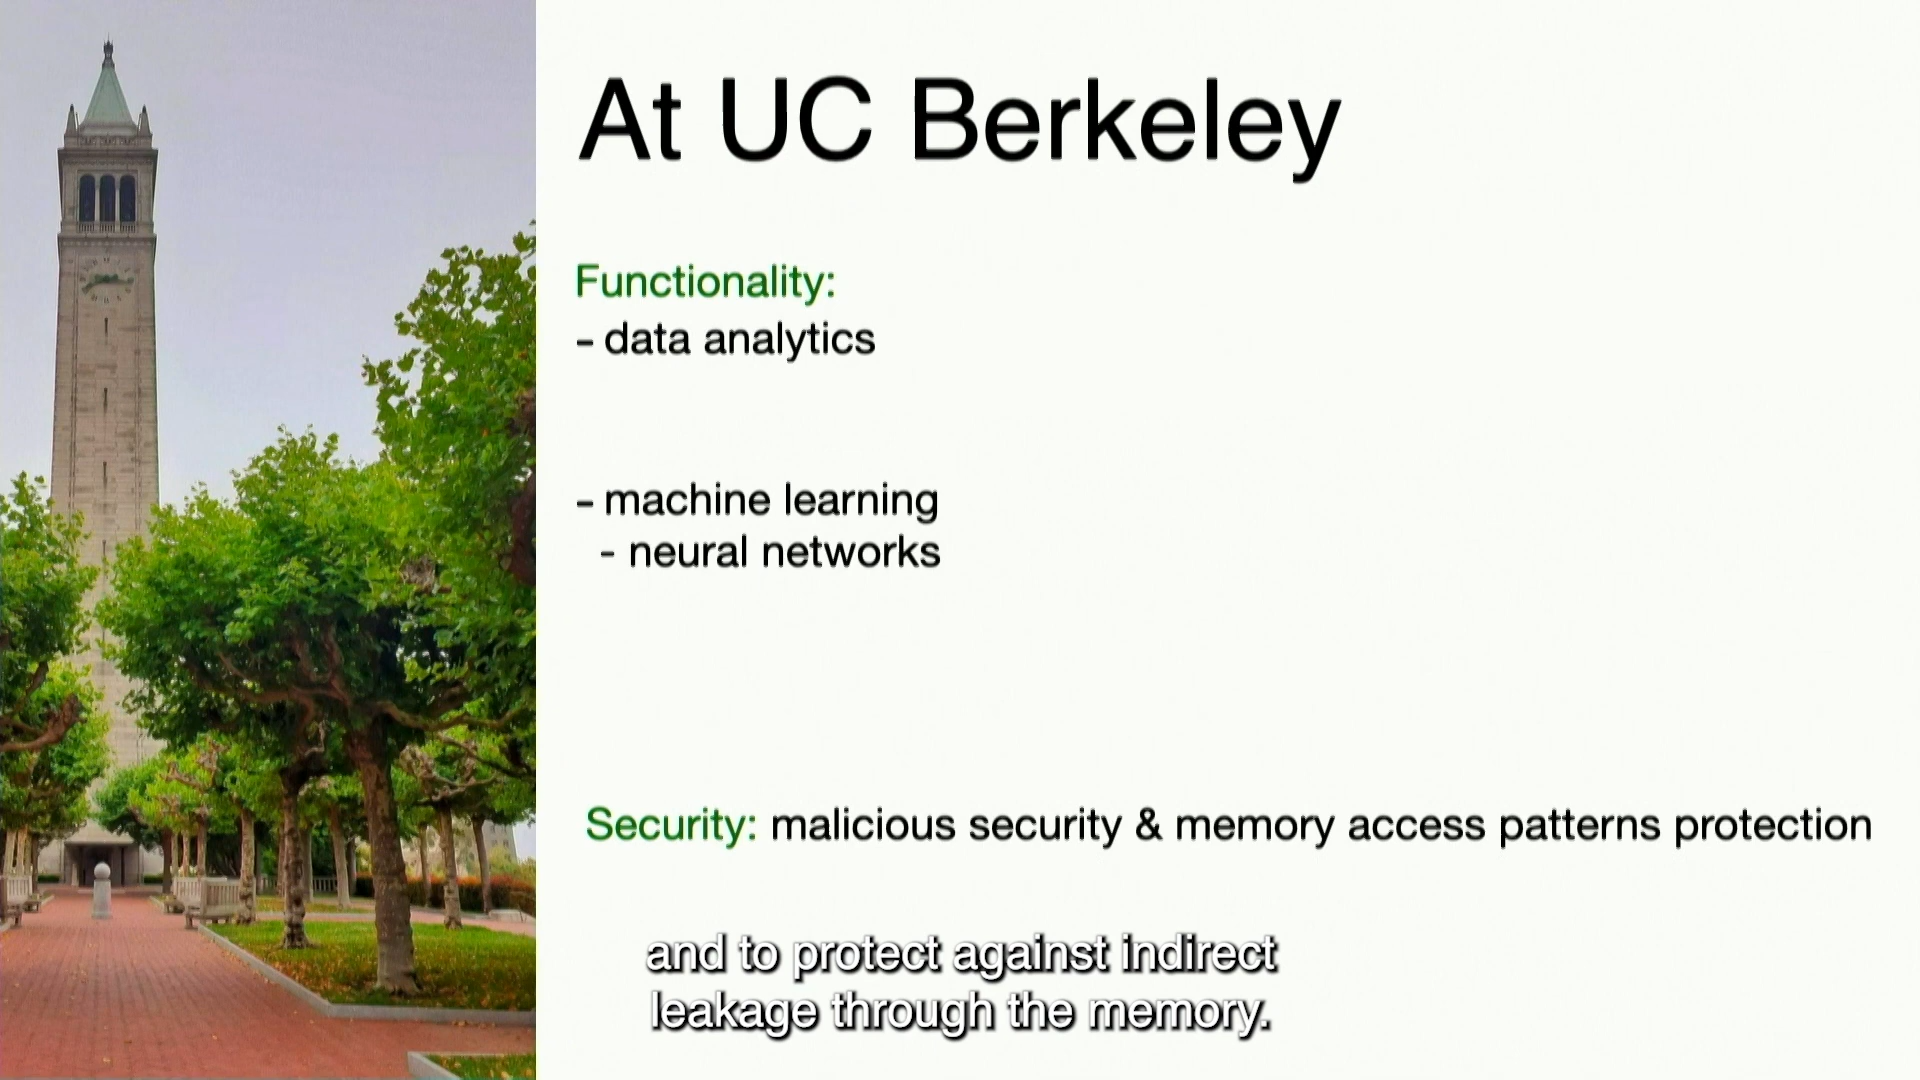 At UC Berkeley
Functionality:
- data analytics
- machine learning
- neural networks
Security: malicious security & memory access patterns protection
and to protect against indirect
leakage through the memory.